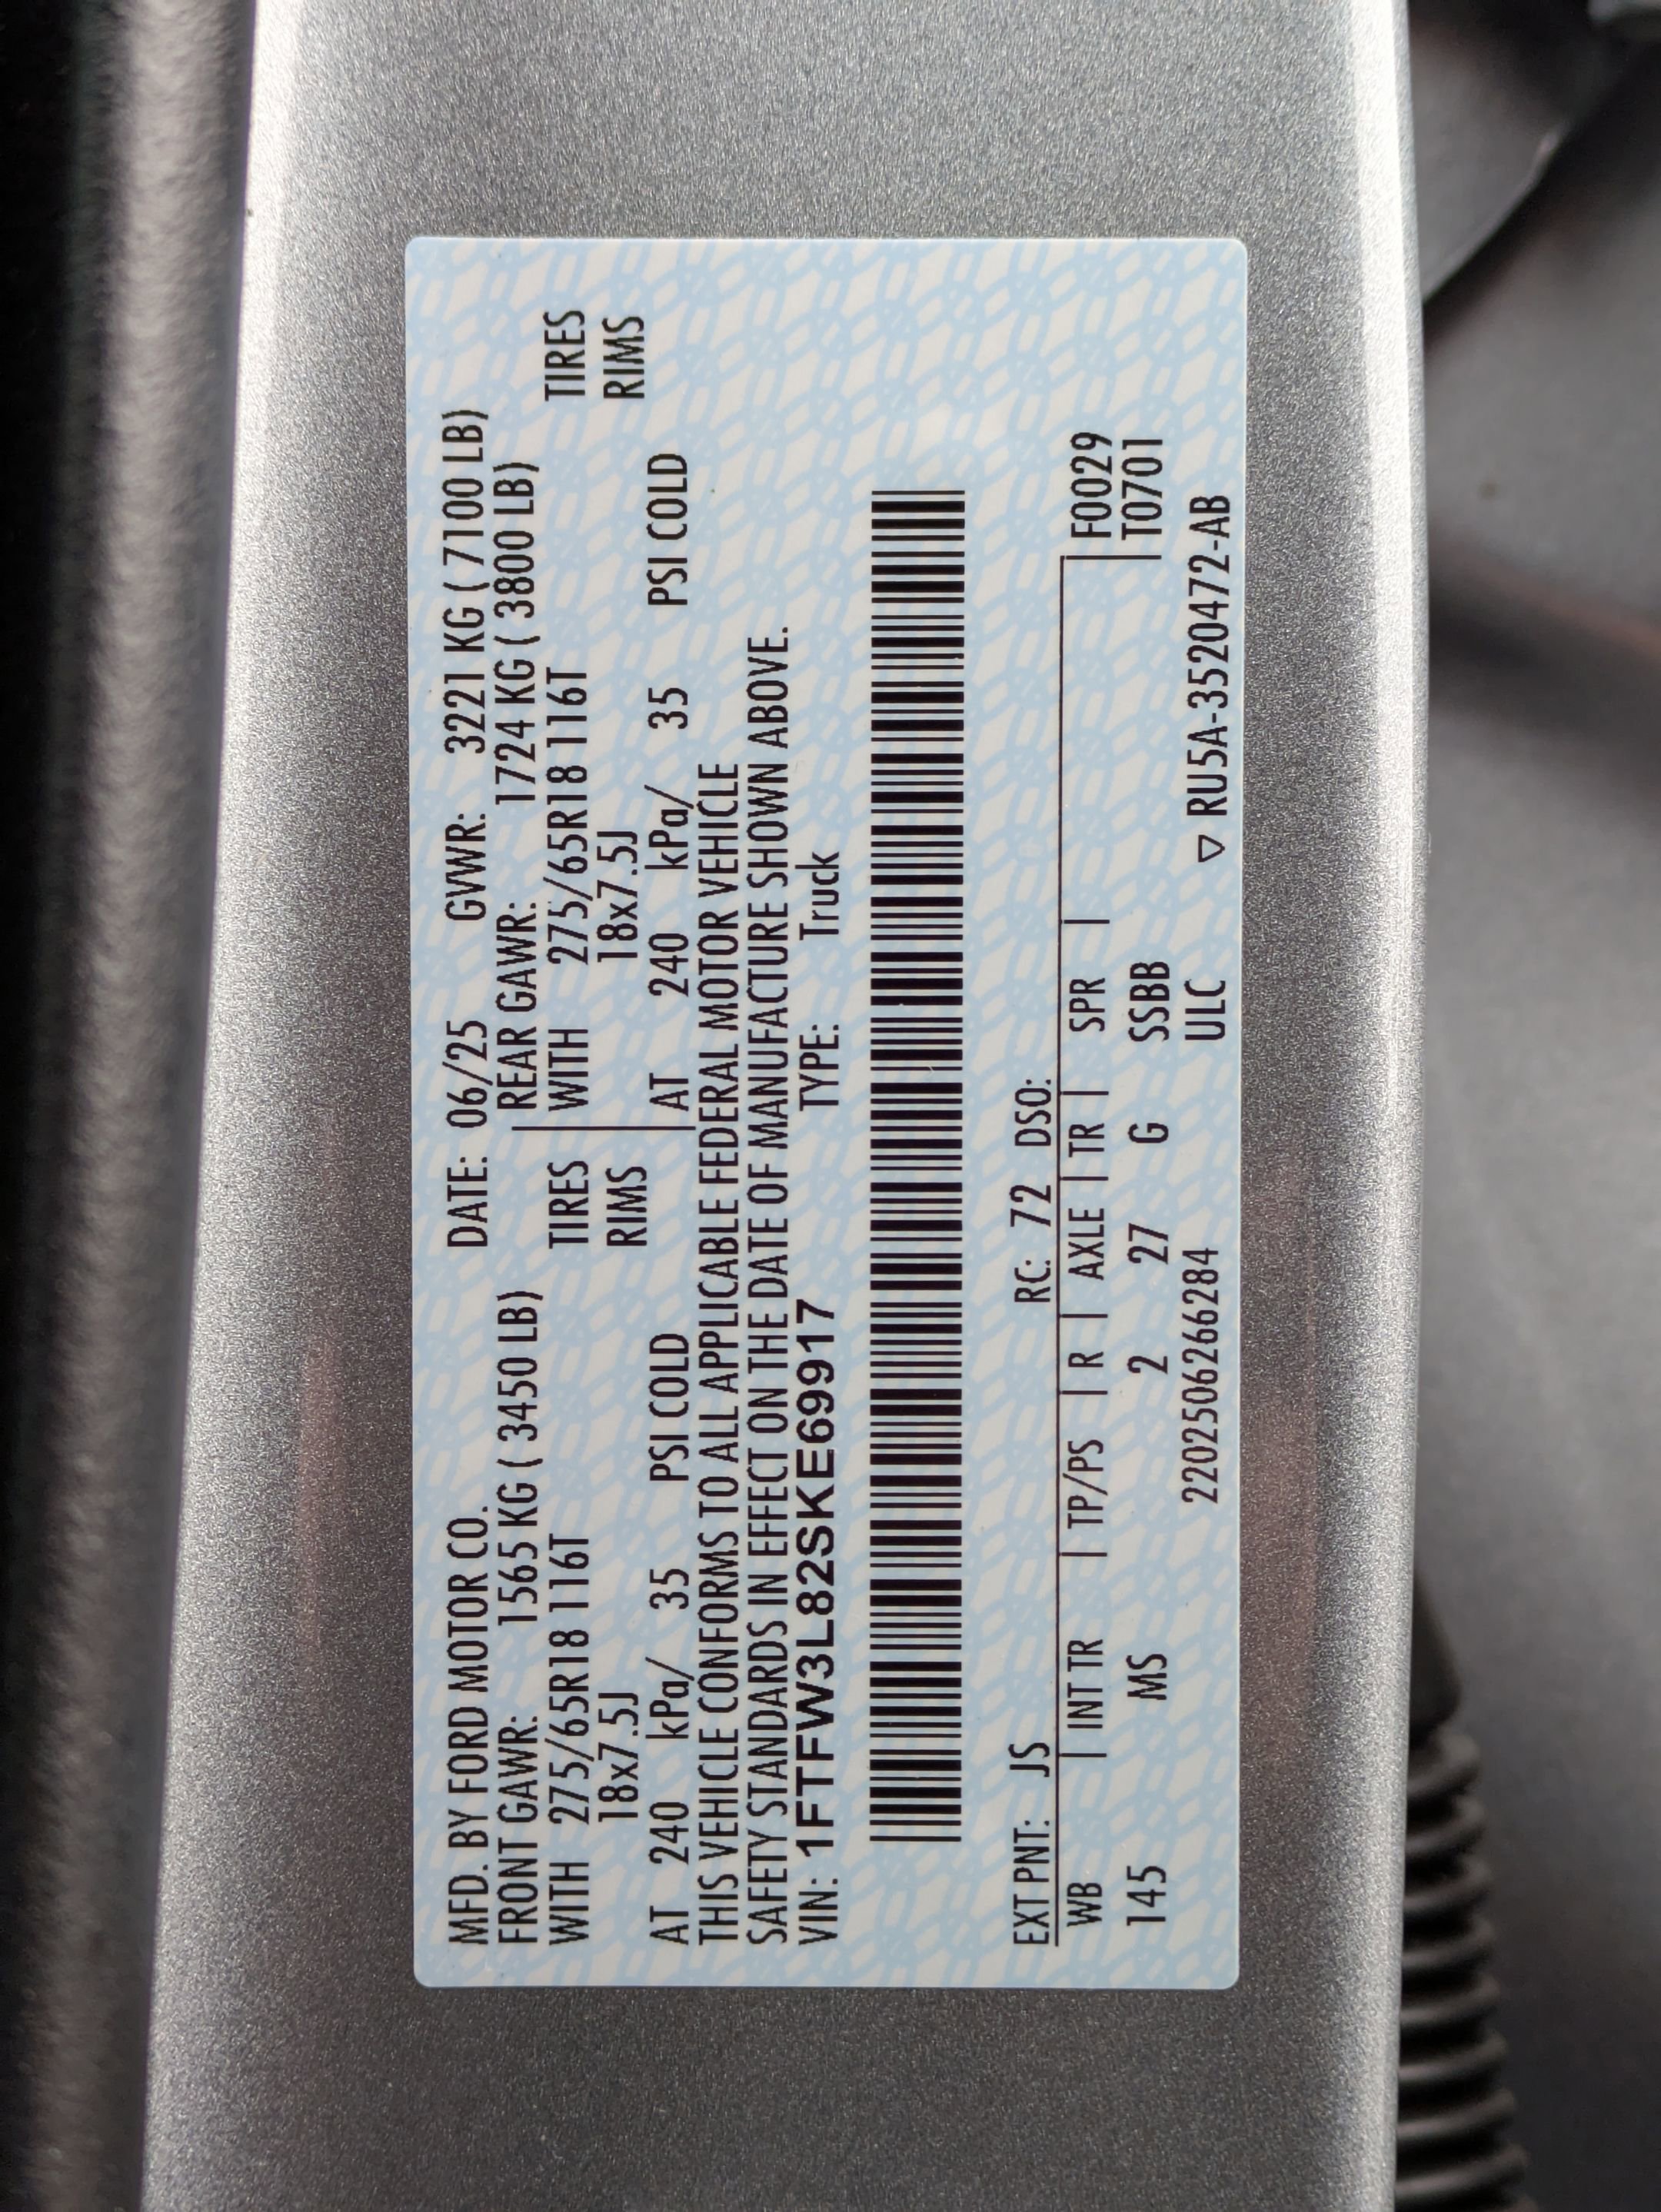 MFD. BY FORD MOTOR CO. DATE: 06/25 GVWR: 3221 KG ( 7100 LB)
FRONT GAWR: 1565 KG ( 3450 LB) REAR GAWR: 1724 KG ( 3800 LB)
WITH 275/65R18 116T TIRES WITH 275/65R18 116T TIRES
18x7.5J RIMS 18x7.5J RIMS
AT 240 kPa/ 35 PSI COLD AT 240 kPa/ 35 PSI COLD
THIS VEHICLE CONFORMS TO ALL APPLICABLE FEDERAL MOTOR VEHICLE
SAFETY STANDARDS IN EFFECT ON THE DATE OF MANUFACTURE SHOWN ABOVE.
VIN: 1FTFW3L82SKE69917 TYPE: Truck
EXT PNT: JS RC: 72 DSO:
WB | INT TR | TP/PS | R | AXLE | TR | SPR | F0029
145 MS 2 27 G SSBB T0701
2202506266284 ULC ▽ RU5A-3520472-AB